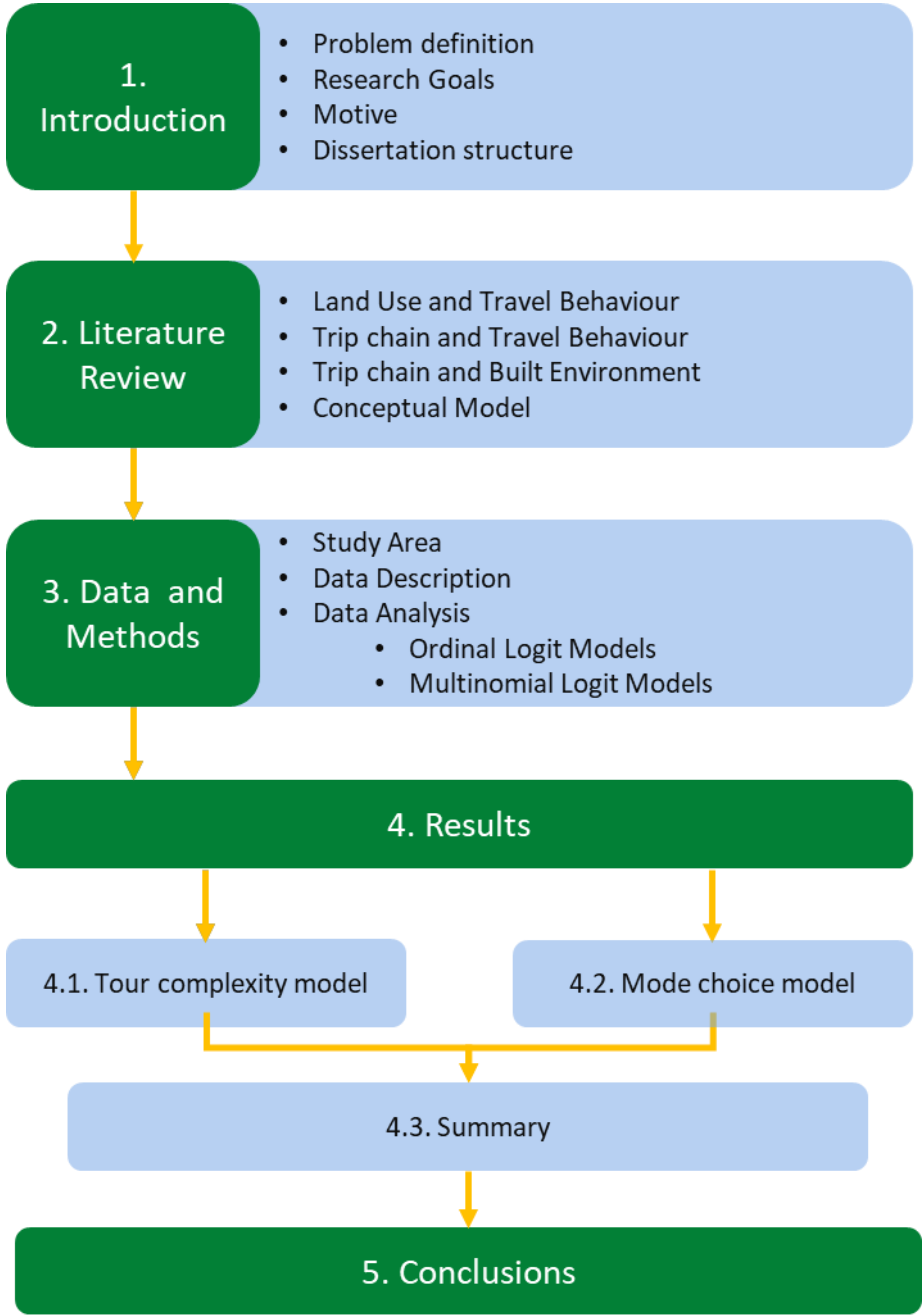 1.
Introduction
• Problem definition
• Research Goals
• Motive
• Dissertation structure
2. Literature
Review
• Land Use and Travel Behaviour
• Trip chain and Travel Behaviour
• Trip chain and Built Environment
• Conceptual Model
3. Data and
Methods
• Study Area
• Data Description
• Data Analysis
• Ordinal Logit Models
• Multinomial Logit Models
4. Results
4.1. Tour complexity model
4.2. Mode choice model
4.3. Summary
5. Conclusions